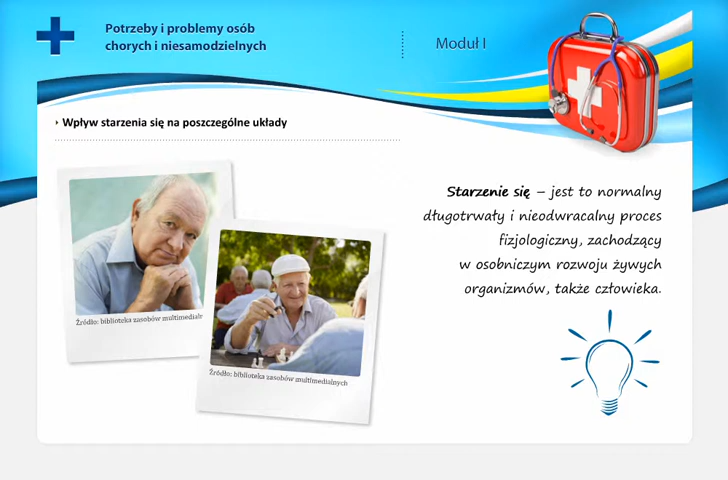 Potrzeby i problemy osób
chorych i niesamodzielnych
Moduł I
Wpływ starzenia się na poszczególne układy
Starzenie się – jest to normalny
długotrwały i nieodwracalny proces
fizjologiczny, zachodzący
w osobniczym rozwoju żywych
organizmów, także człowieka.
Źródło: biblioteka zasobów
Źródło: biblioteka zasobów multimedialnych